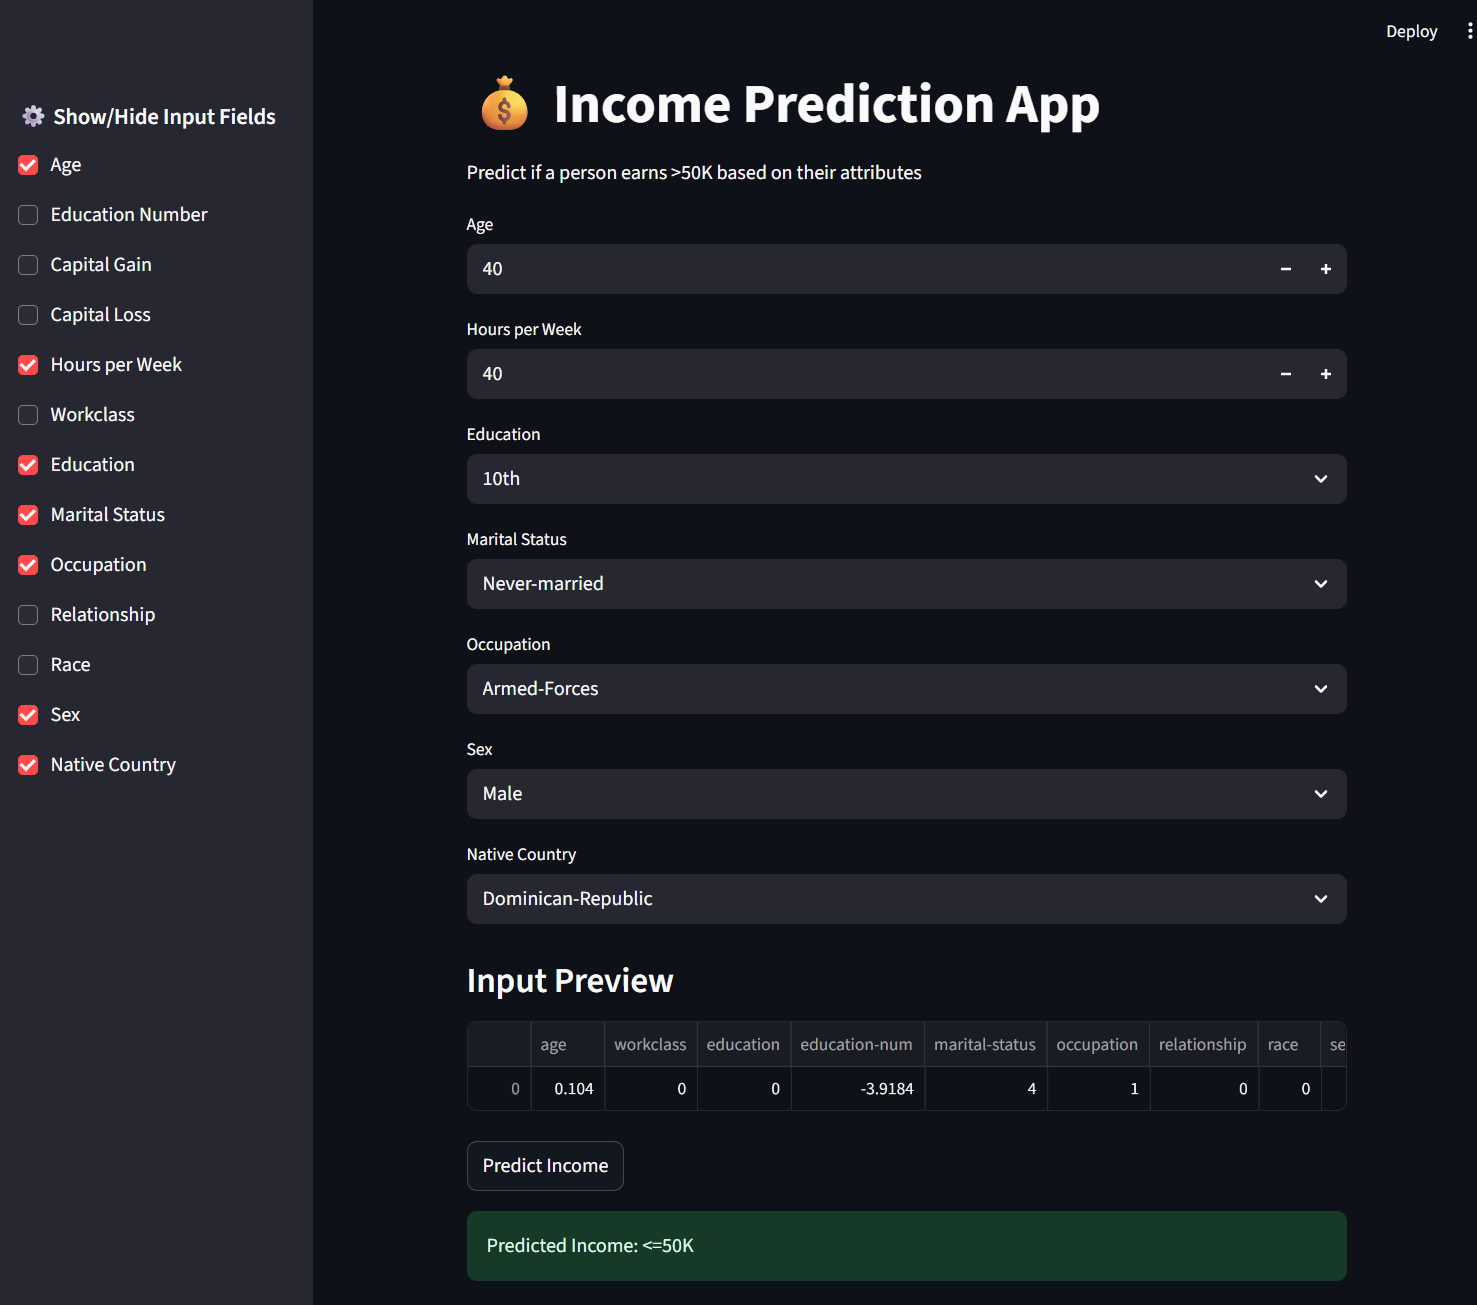 Deploy
Show/Hide Input Fields
Age
Education Number
Capital Gain
Capital Loss
Hours per Week
Workclass
Education
Marital Status
Occupation
Relationship
Race
Sex
Native Country
Income Prediction App
Predict if a person earns >50K based on their attributes
Age
40
Hours per Week
40
Education
10th
Marital Status
Never-married
Occupation
Armed-Forces
Sex
Male
Native Country
Dominican-Republic
Input Preview
age workclass education education-num marital-status occupation relationship race se
0 0.104 0 0 -3.9184 4 1 0 0
Predict Income
Predicted Income: <=50K